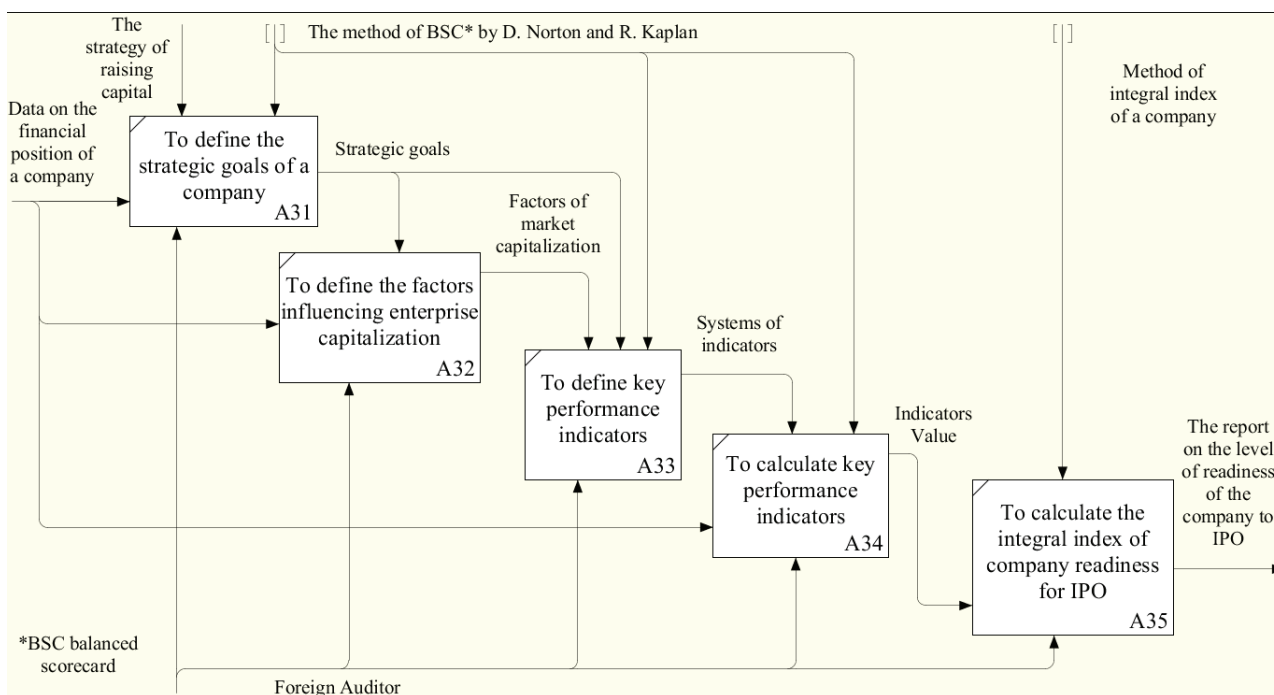 The
strategy of
raising
capital
[ ]
The method of BSC* by D. Norton and R. Kaplan
[ ]
Method of
integral index
of a company
Data on the
financial
position of
a company
To define the
strategic goals of a
company
A31
Strategic goals
Factors of
market
capitalization
To define the factors
influencing enterprise
capitalization
A32
Systems of
indicators
To define key
performance
indicators
A33
Indicators
Value
To calculate key
performance
indicators
A34
The report
on the level
of readiness
of the
company to
IPO
To calculate the
integral index of
company readiness
for IPO
A35
*BSC balanced
scorecard
Foreign Auditor